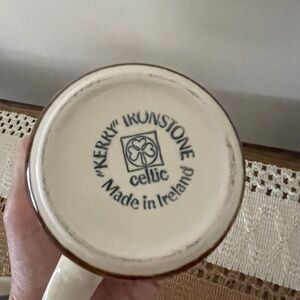 "KERRY" IRONSTONE
celtic
Made in Ireland